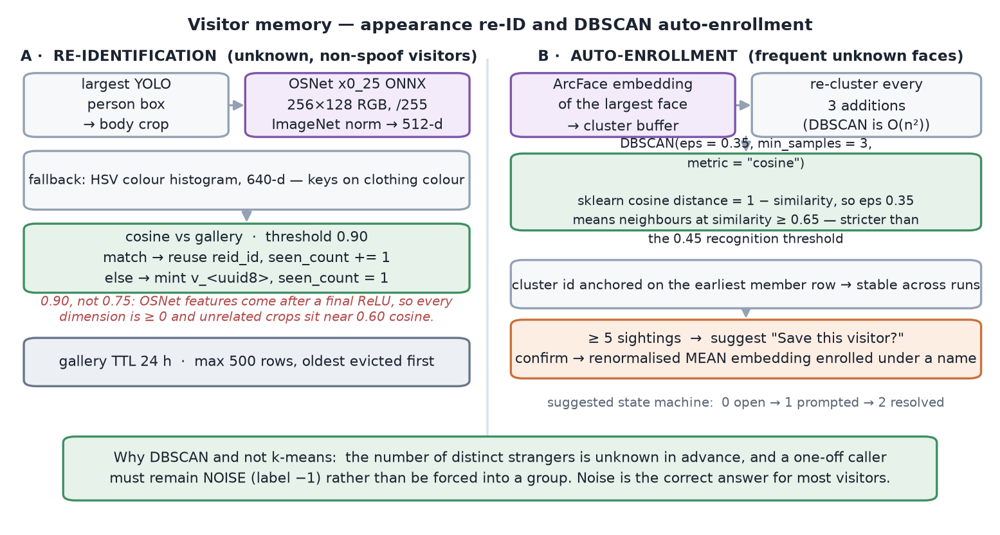 Visitor memory — appearance re-ID and DBSCAN auto-enrollment
A ·  RE-IDENTIFICATION  (unknown, non-spoof visitors)
largest YOLO
person box
→ body crop
OSNet x0_25 ONNX
256×128 RGB, /255
ImageNet norm → 512-d
fallback: HSV colour histogram, 640-d — keys on clothing colour
cosine vs gallery  ·  threshold 0.90
match → reuse reid_id, seen_count += 1
else → mint v_<uuid8>, seen_count = 1
0.90, not 0.75: OSNet features come after a final ReLU, so every
dimension is ≥ 0 and unrelated crops sit near 0.60 cosine.
gallery TTL 24 h  ·  max 500 rows, oldest evicted first
B ·  AUTO-ENROLLMENT  (frequent unknown faces)
ArcFace embedding
of the largest face
→ cluster buffer
re-cluster every
3 additions
(DBSCAN is O(n²))
DBSCAN(eps = 0.35, min_samples = 3,
metric = "cosine")
sklearn cosine distance = 1 − similarity, so eps 0.35
means neighbours at similarity ≥ 0.65 — stricter than
the 0.45 recognition threshold
cluster id anchored on the earliest member row → stable across runs
≥ 5 sightings  →  suggest "Save this visitor?"
confirm → renormalised MEAN embedding enrolled under a name
suggested state machine:  0 open → 1 prompted → 2 resolved
Why DBSCAN and not k-means:  the number of distinct strangers is unknown in advance, and a one-off caller
must remain NOISE (label −1) rather than be forced into a group. Noise is the correct answer for most visitors.